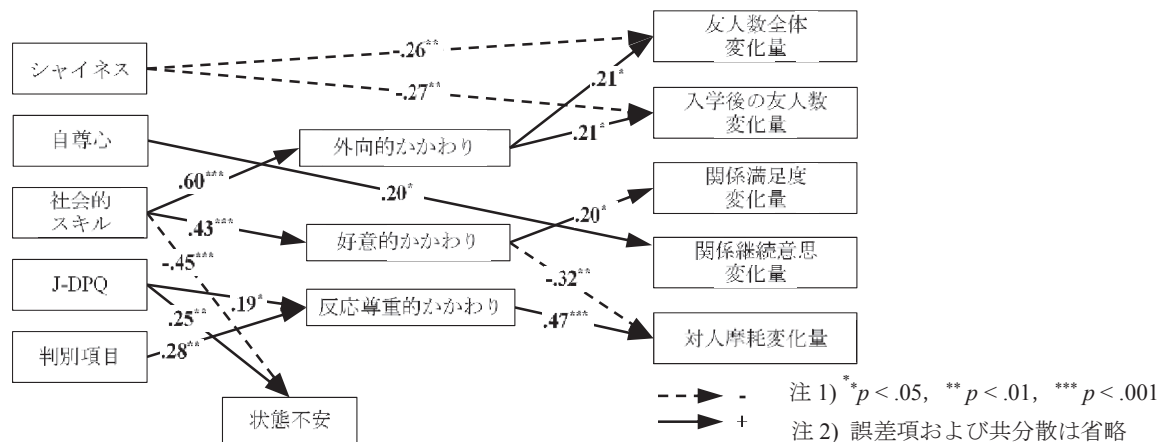 シャイネス
自尊心
社会的
スキル
J-DPQ
判別項目
状態不安
外向的かかわり
好意的かかわり
反応尊重的かかわり
友人数全体
変化量
入学後の友人数
変化量
関係満足度
変化量
関係継続意思
変化量
対人摩耗変化量
-.26**
-.27**
.21*
.21*
.60***
.20*
.43***
.20*
-.45***
-.32**
.19*
.25**
.47***
.28**
-
+
注 1) **p < .05, ** p < .01, *** p < .001
注 2) 誤差項および共分散は省略